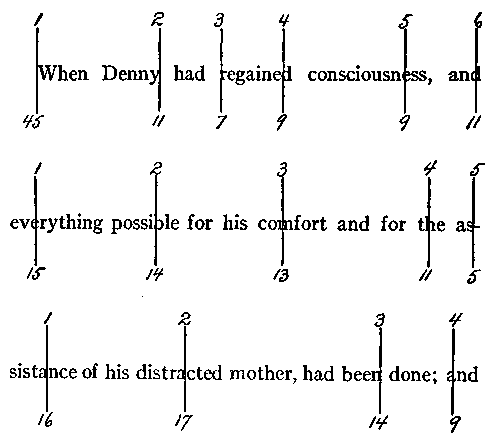 1 2 3 4 5 6
When Denny had regained consciousness, and
45 11 7 9 9 11
1 2 3 4 5
everything possible for his comfort and for the as-
15 14 13 11 5
1 2 3 4
sistance of his distracted mother, had been done; and
16 17 14 9